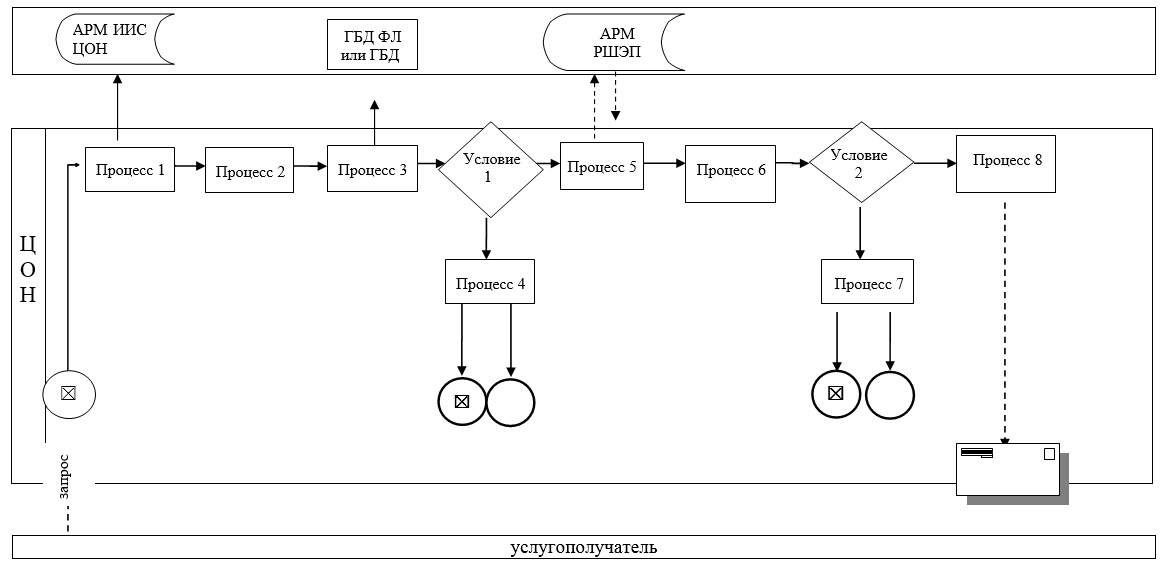 АРМ ИИС
ЦОН
ГБД ФЛ
или ГБД
АРМ
РШЭП
Процесс 1
Процесс 2
Процесс 3
Условие
1
Процесс 5
Процесс 6
Условие
2
Процесс 8
Ц
О
Н
Процесс 4
Процесс 7
запрос
услугополучатель